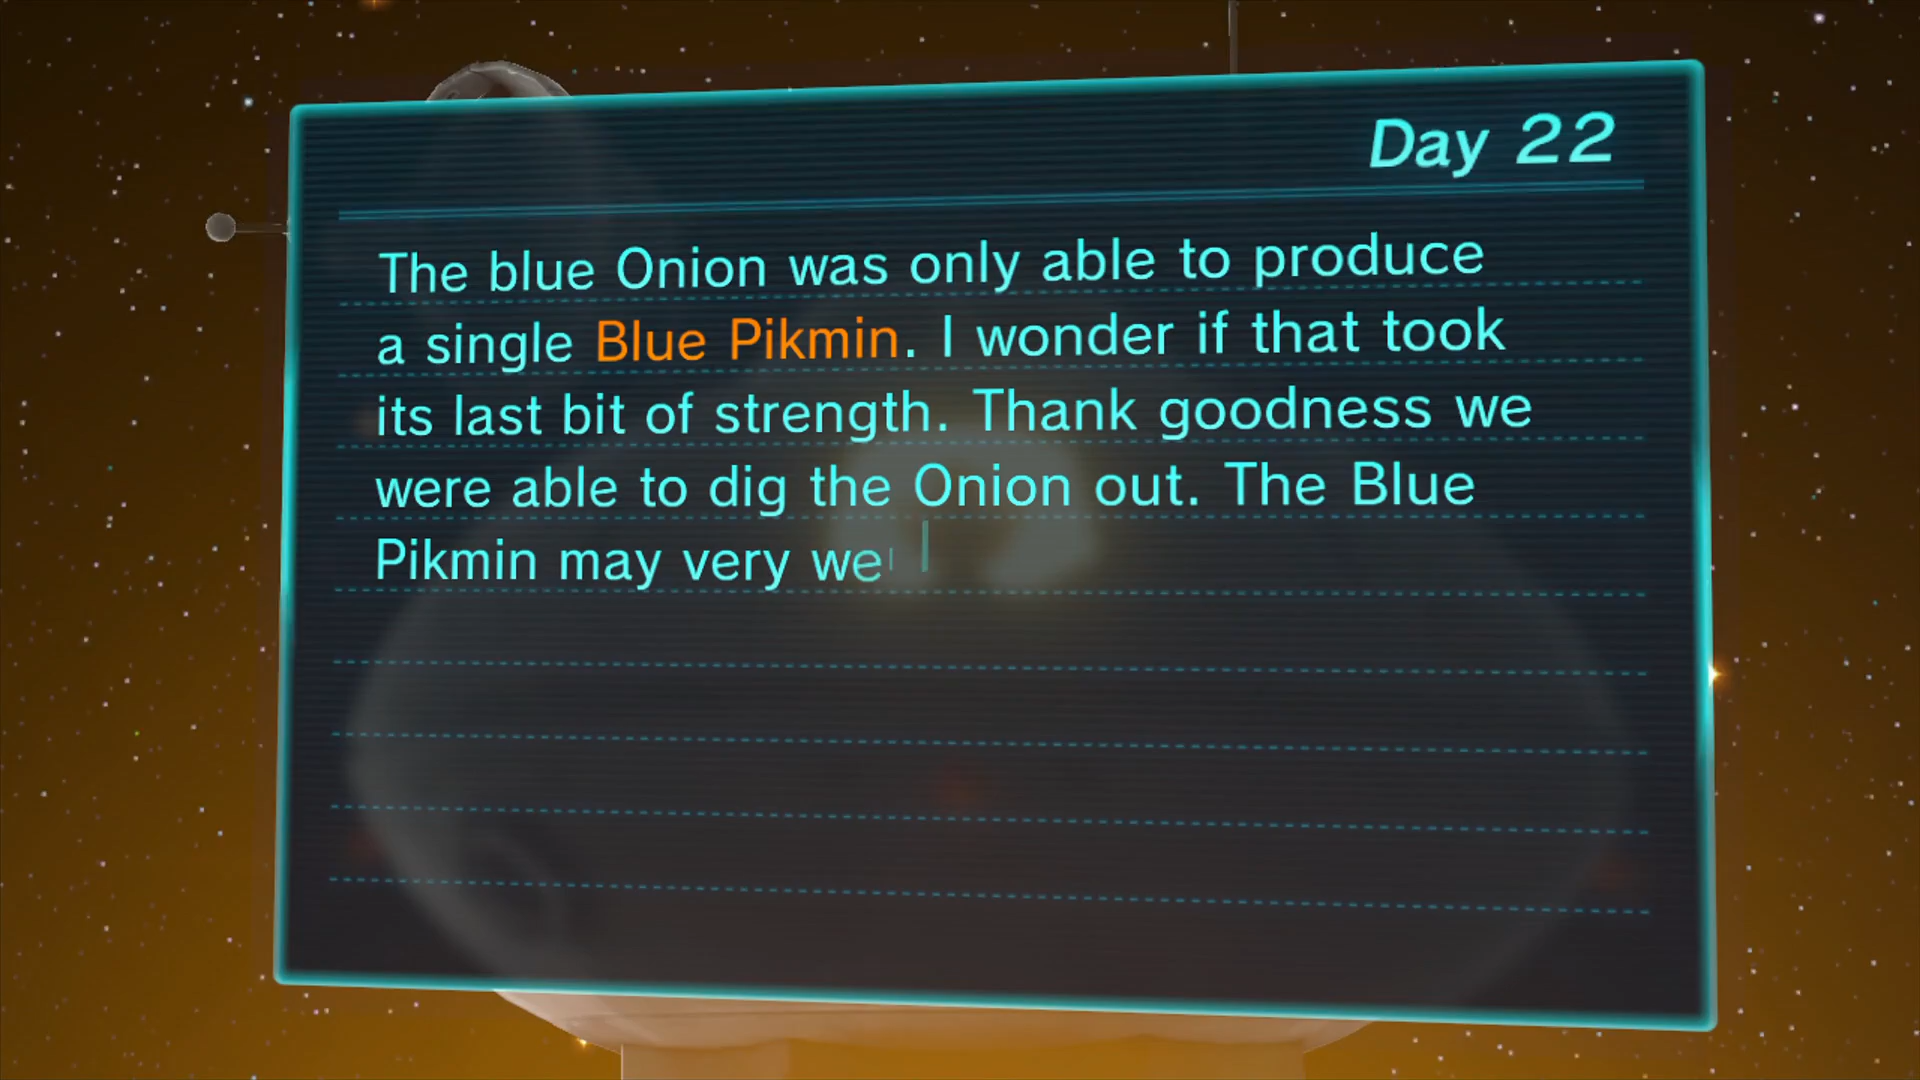 Day 22
The blue Onion was only able to produce
a single Blue Pikmin. I wonder if that took
its last bit of strength. Thank goodness we
were able to dig the Onion out. The Blue
Pikmin may very we